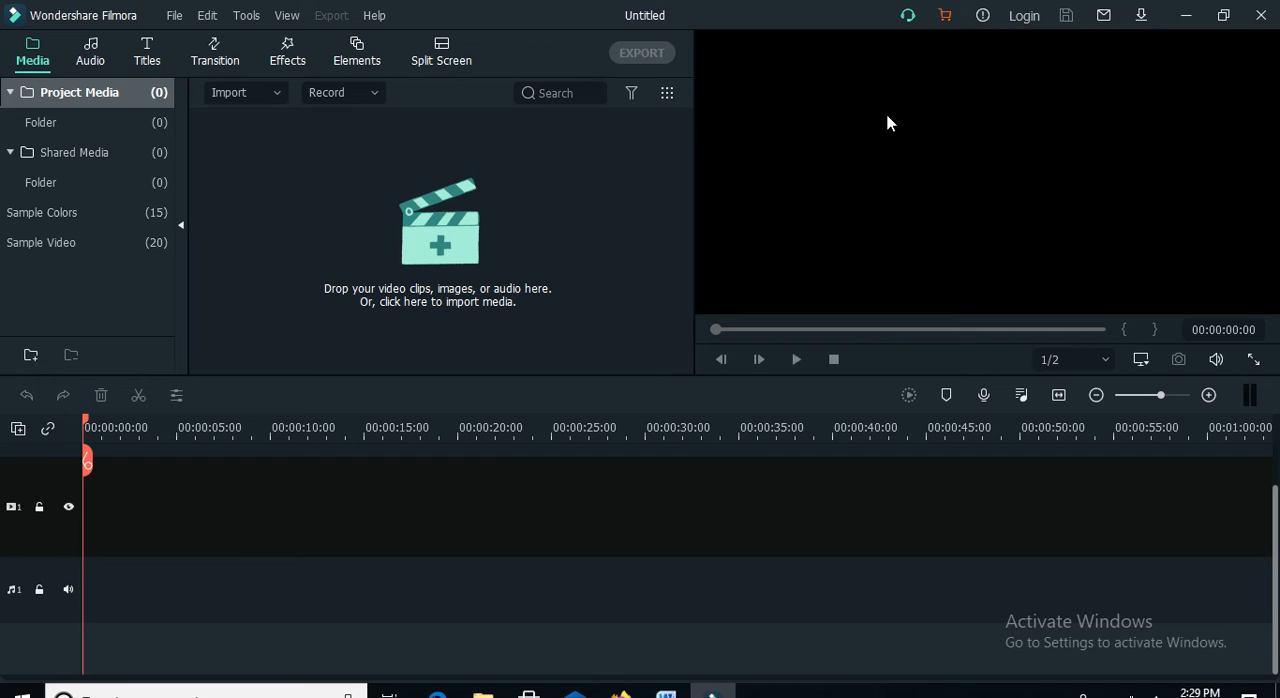 Wondershare Filmora File Edit Tools View Export Help Untitled Login
Media Audio Titles Transition Effects Elements Split Screen EXPORT
Project Media (0) Import Record Search
Folder (0)
Shared Media (0)
Folder (0)
Sample Colors (15)
Sample Video (20)
Drop your video clips, images, or audio here.
Or, click here to import media.
{ } 00:00:00:00
1/2
00:00:00:00 00:00:05:00 00:00:10:00 00:00:15:00 00:00:20:00 00:00:25:00 00:00:30:00 00:00:35:00 00:00:40:00 00:00:45:00 00:00:50:00 00:00:55:00 00:01:00:00
1
1
Activate Windows
Go to Settings to activate Windows.
2:29 PM